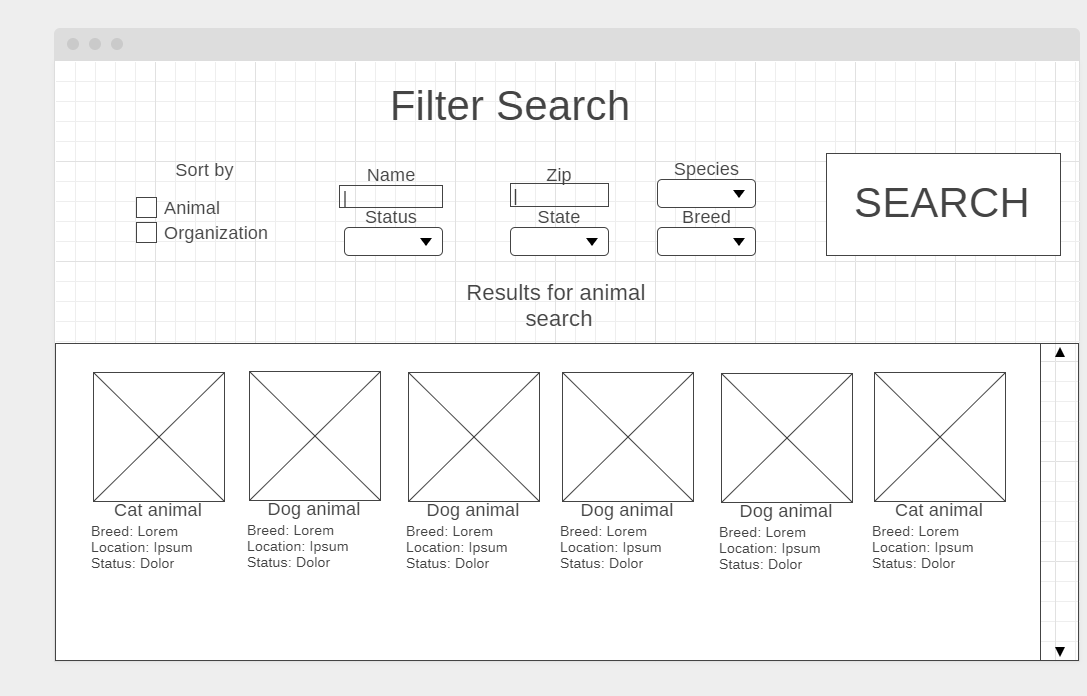 Filter Search
Sort by
Animal
Organization
Name
Status
Zip
State
Species
Breed
SEARCH
Results for animal
search
Cat animal
Breed: Lorem
Location: Ipsum
Status: Dolor
Dog animal
Breed: Lorem
Location: Ipsum
Status: Dolor
Dog animal
Breed: Lorem
Location: Ipsum
Status: Dolor
Dog animal
Breed: Lorem
Location: Ipsum
Status: Dolor
Dog animal
Breed: Lorem
Location: Ipsum
Status: Dolor
Cat animal
Breed: Lorem
Location: Ipsum
Status: Dolor